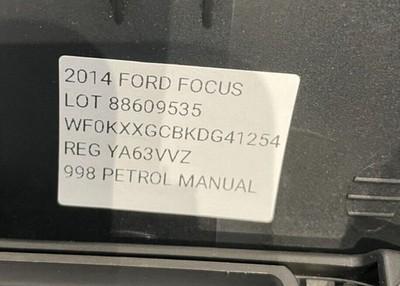 2014 FORD FOCUS
LOT 88609535
WF0KXXGCBKDG41254
REG YA63VVZ
998 PETROL MANUAL